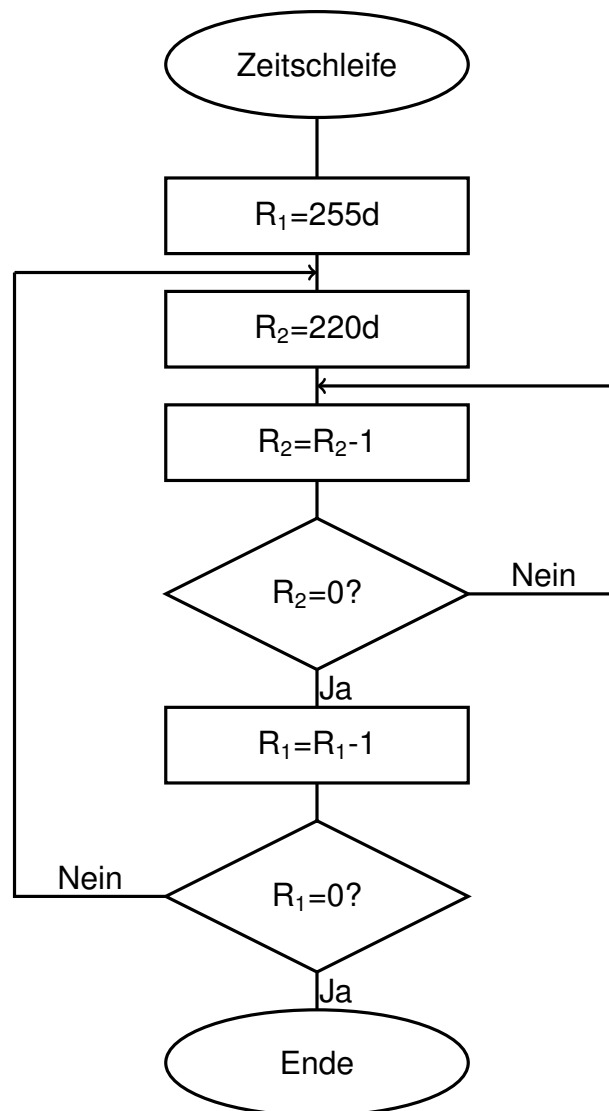 Zeitschleife
R₁=255d
R₂=220d
R₂=R₂-1
R₂=0?
Nein
Ja
R₁=R₁-1
Nein
R₁=0?
Ja
Ende